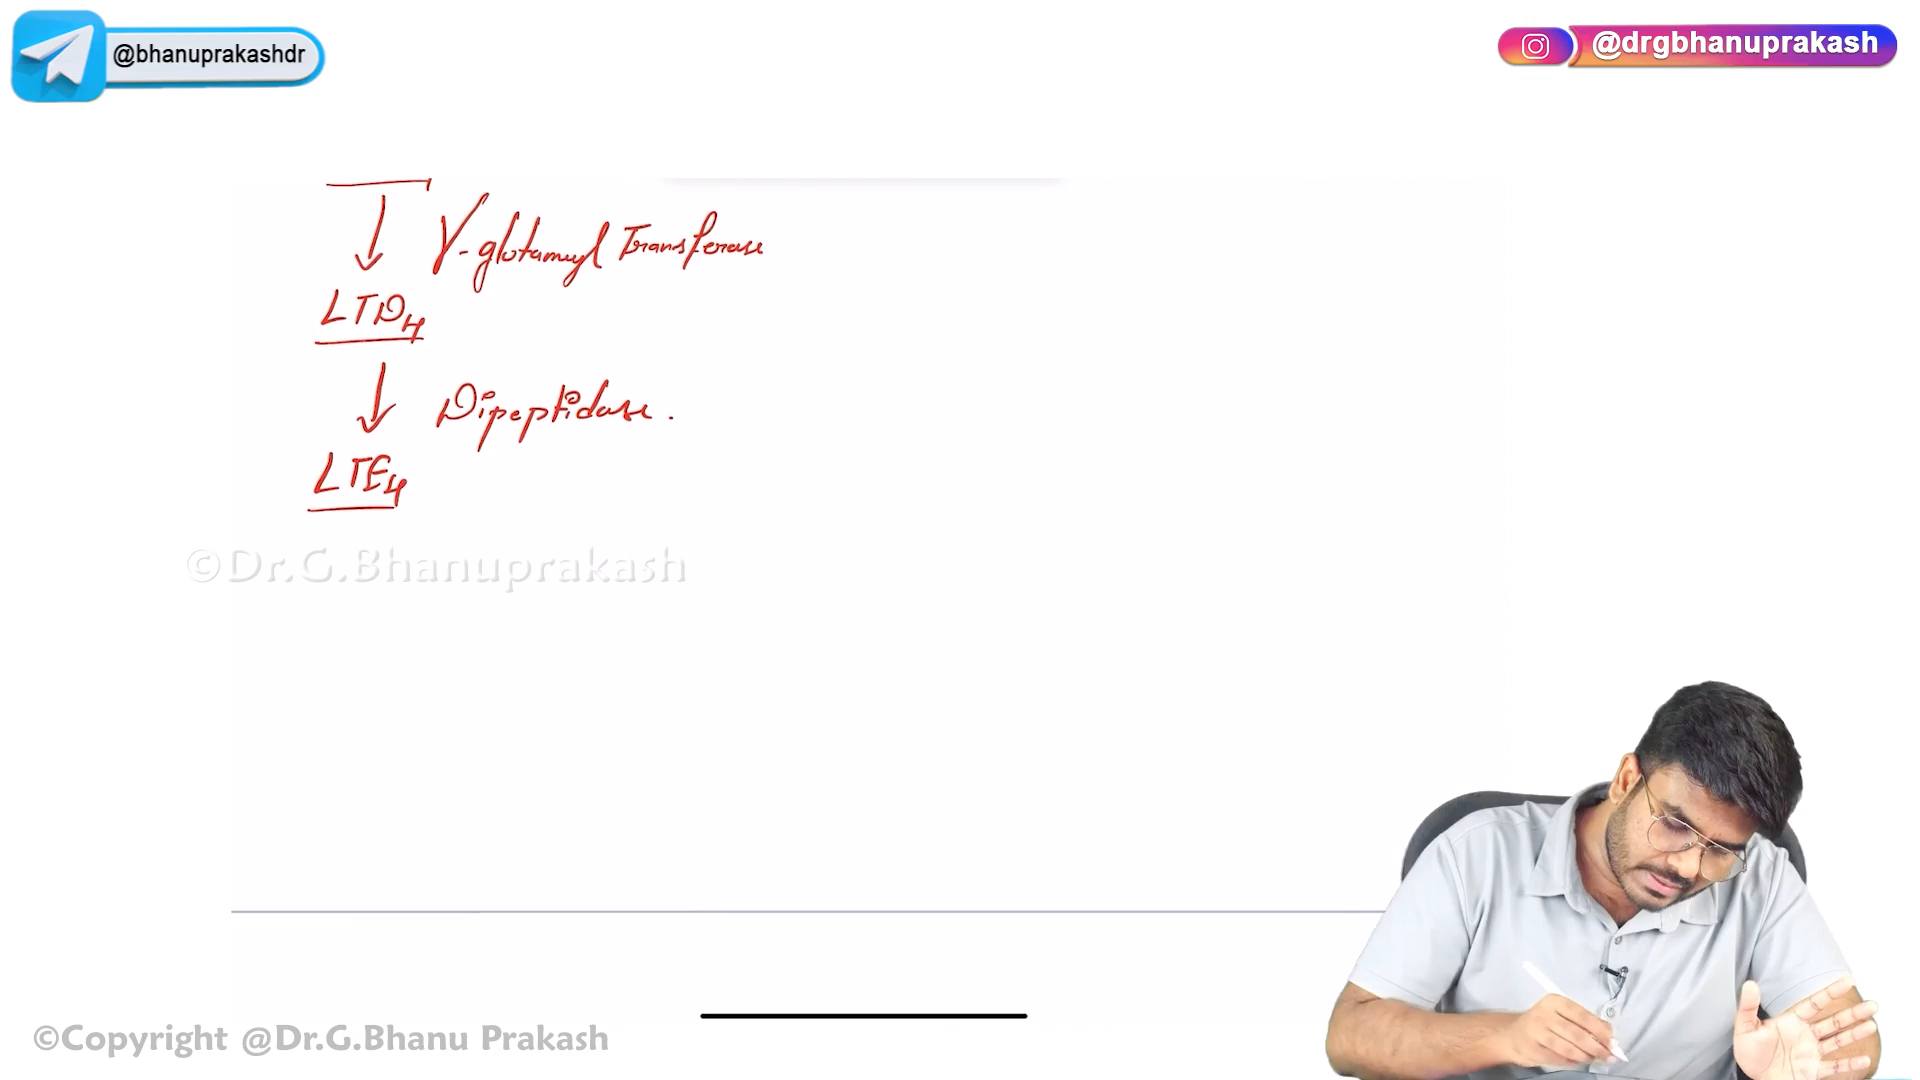 @bhanuprakashdr
@drgbhanuprakash
γ-glutamyl Transferase
LTD4
Dipeptidase.
LTE4
©Dr.G.Bhanuprakash
©Copyright @Dr.G.Bhanu Prakash